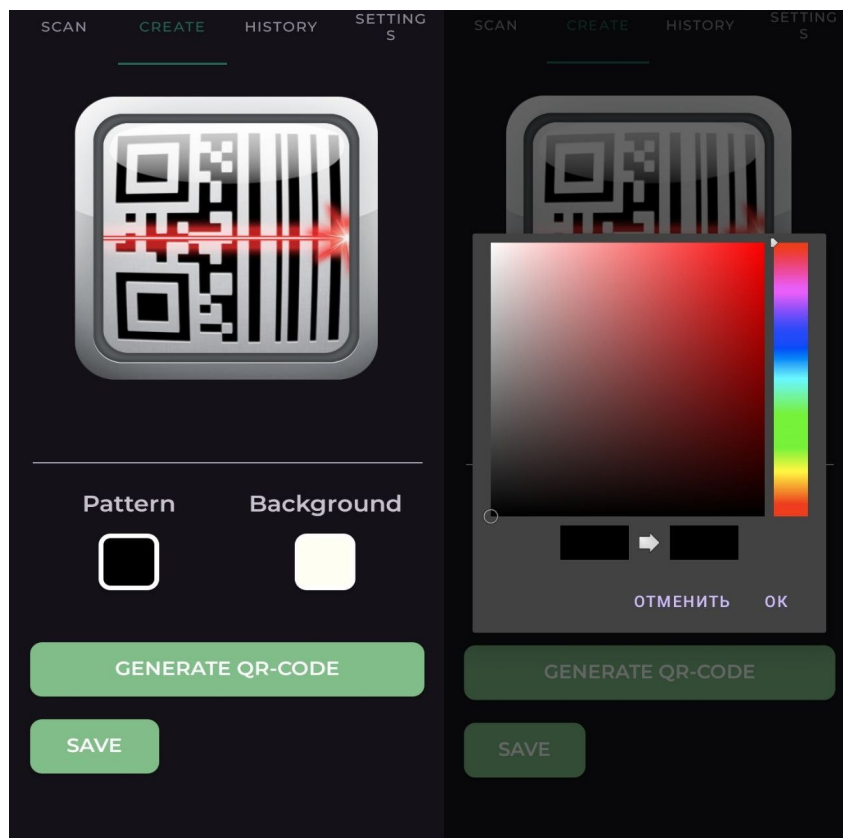 SCAN CREATE HISTORY SETTING
S
Pattern Background
GENERATE QR-CODE
SAVE
SCAN CREATE HISTORY SETTING
S
ОТМЕНИТЬ ОК
GENERATE QR-CODE
SAVE